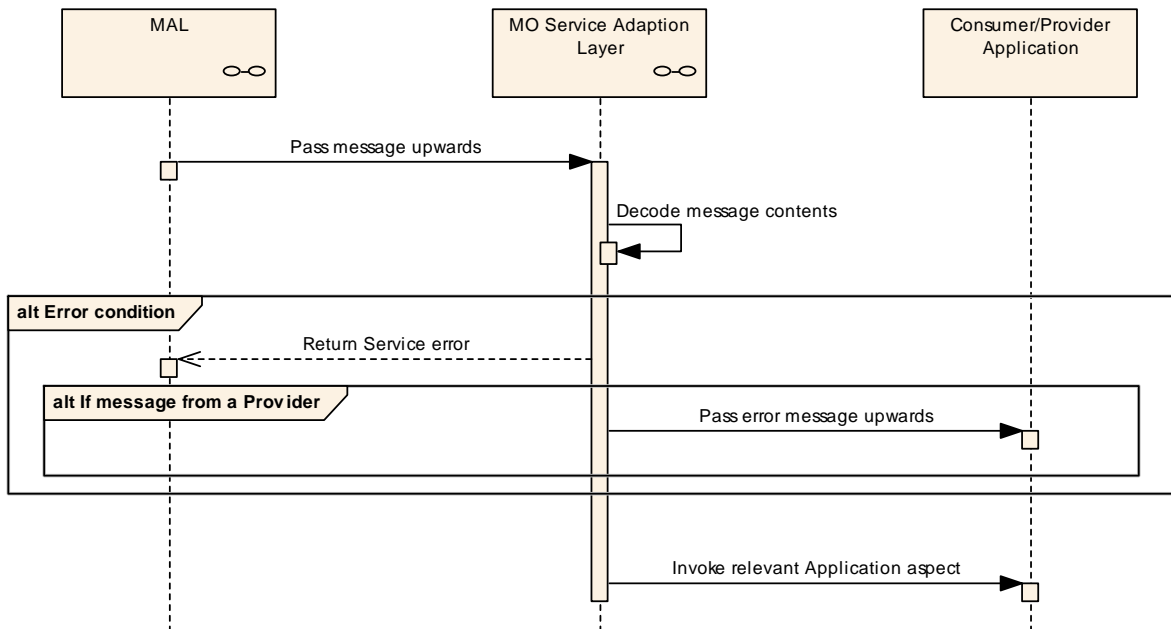 MAL
MO Service Adaption
Layer
Consumer/Provider
Application
Pass message upwards
Decode message contents
alt Error condition
Return Service error
alt If message from a Provider
Pass error message upwards
Invoke relevant Application aspect